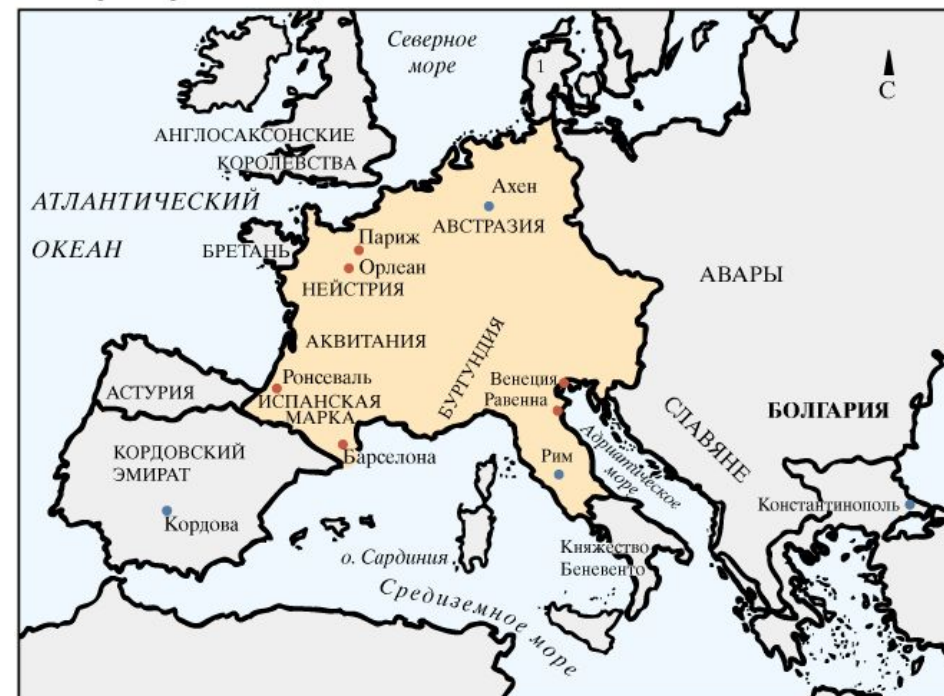 Северное
море
1
С
АНГЛОСАКСОНСКИЕ
КОРОЛЕВСТВА
АТЛАНТИЧЕСКИЙ
ОКЕАН
Ахен
АВСТРАЗИЯ
БРЕТАНЬ
Париж
Орлеан
НЕЙСТРИЯ
АВАРЫ
АКВИТАНИЯ
БУРГУНДИЯ
Ронсеваль
ИСПАНСКАЯ
МАРКА
Венеция
Равенна
АСТУРИЯ
СЛАВЯНЕ
БОЛГАРИЯ
КОРДОВСКИЙ
ЭМИРАТ
Барселона
Рим
Адриатическое
море
Кордова
Константинополь
о. Сардиния
Княжество
Беневенто
Средиземное море